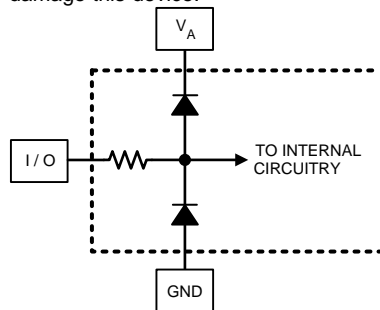 damage this device.
V_A
I / O
TO INTERNAL
CIRCUITRY
GND